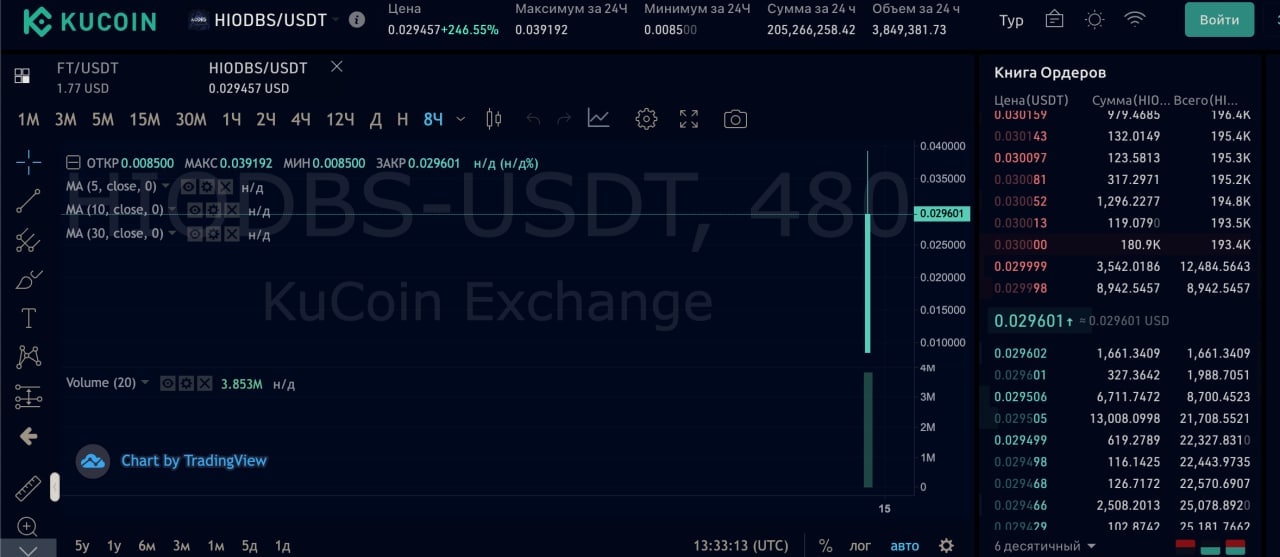 KUCOIN
HIODBS/USDT
Цена
0.029457+246.55%
Максимум за 24Ч
0.039192
Минимум за 24Ч
0.008500
Сумма за 24 ч
205,266,258.42
Объем за 24 ч
3,849,381.73
Тур
Войти
FT/USDT
1.77 USD
HIODBS/USDT
0.029457 USD
1М 3М 5М 15М 30М 1Ч 2Ч 4Ч 12Ч Д Н 8Ч
ОТКР0.008500 МАКС0.039192 МИН0.008500 ЗАКР0.029601 н/д (н/д%)
MA (5, close, 0) н/д
MA (10, close, 0) н/д
MA (30, close, 0) н/д
HIODBS-USDT, 480
KuCoin Exchange
0.040000
0.035000
0.029601
0.025000
0.020000
0.015000
0.010000
Volume (20) 3.853M н/д
4M
3M
2M
1M
0
Chart by TradingView
15
5y 1y 6м 3м 1м 5д 1д
13:33:13 (UTC) % лог авто
Книга Ордеров
Цена(USDT) Сумма(HIO... Всего(HI...
0.030159 979.4685 196.4K
0.030143 132.0149 195.4K
0.030097 123.5813 195.3K
0.030081 317.2971 195.2K
0.030052 1,296.2277 194.8K
0.030013 119.0790 193.5K
0.030000 180.9K 193.4K
0.029999 3,542.0186 12,484.5643
0.029998 8,942.5457 8,942.5457
0.029601↑ ≈0.029601 USD
0.029602 1,661.3409 1,661.3409
0.029601 327.3642 1,988.7051
0.029506 6,711.7472 8,700.4523
0.029505 13,008.0998 21,708.5521
0.029499 619.2789 22,327.8310
0.029498 116.1425 22,443.9735
0.029468 126.7172 22,570.6907
0.029466 2,508.2013 25,078.8920
0.029429 102.8742 25,181.7662
6 десятичный